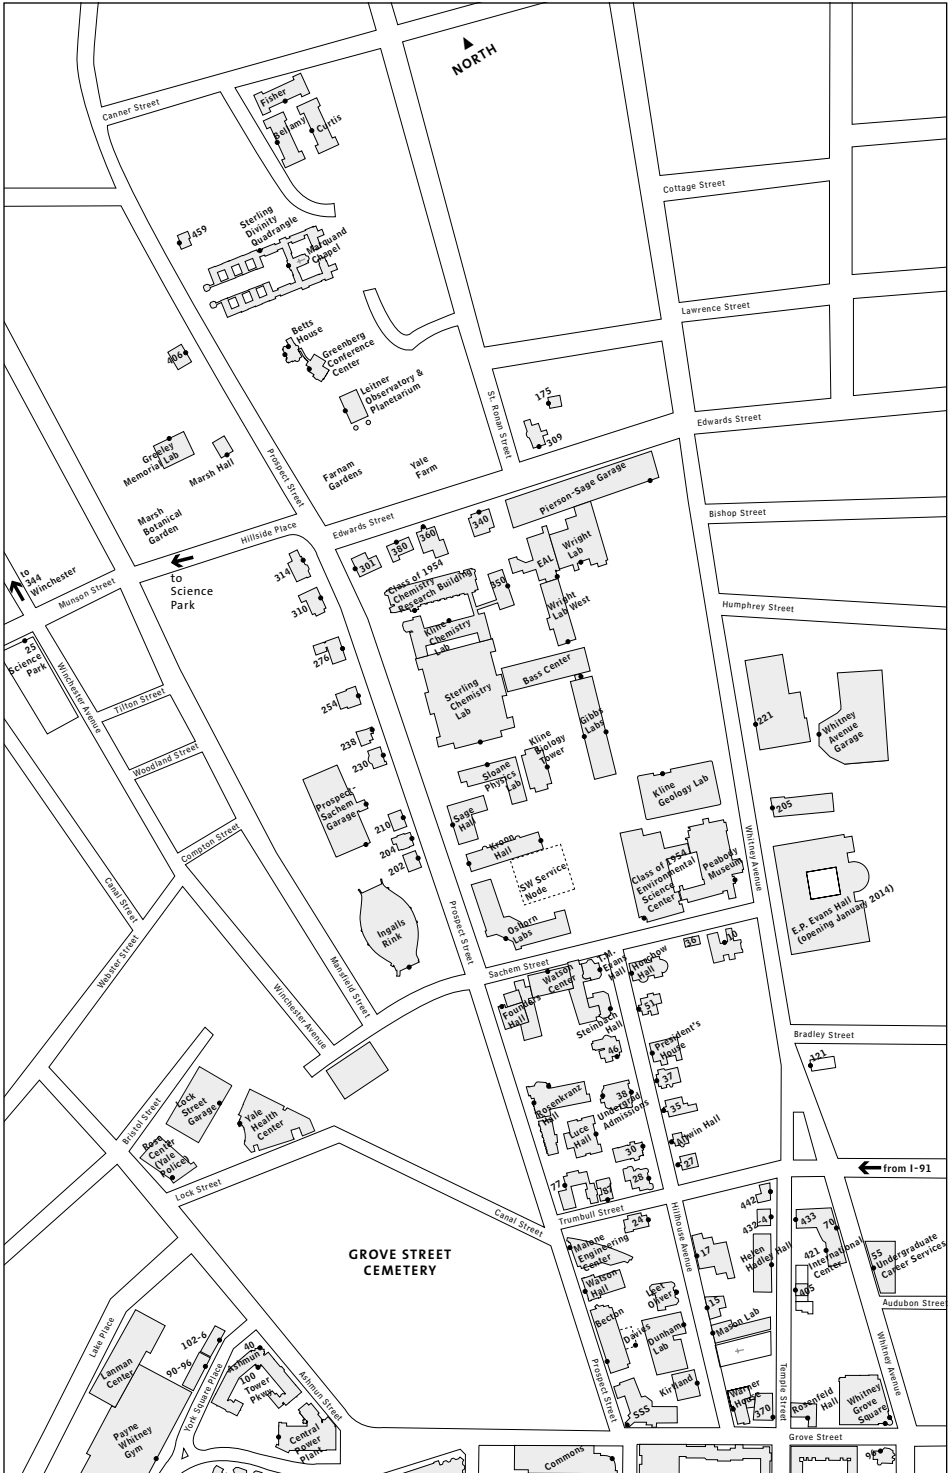 NORTH
Canner Street
Fisher
Bellamy
Curtis
Cottage Street
459
Sterling
Divinity
Quadrangle
Marquand
Chapel
Lawrence Street
Betts
House
Greenberg
Conference
Center
406
Leitner
Observatory &
Planetarium
St. Ronan Street
175
309
Edwards Street
Greeley
Memorial Lab
Marsh Hall
Prospect Street
Farnam
Gardens
Yale
Farm
Marsh
Botanical
Garden
Hillside Place
Edwards Street
340
Pierson-Sage Garage
Bishop Street
to
344
Winchester
Munson Street
to
Science
Park
314
301
380
360
Class of 1954
Chemistry
Research Building
350
EAL
Wright
Lab
310
Kline
Chemistry
Lab
Wright
Lab West
Humphrey Street
25
Science
Park
Winchester Avenue
276
Bass Center
Tilton Street
254
Sterling
Chemistry
Lab
Gibbs
Labs
221
Whitney
Avenue
Garage
Woodland Street
238
230
Kline
Biology
Tower
Sloane
Physics
Lab
Kline
Geology Lab
Prospect-
Sachem
Garage
210
204
202
Sage
Hall
Kroon
Hall
205
Compton Street
SW Service
Node
Class of 1954
Environmental
Science
Center
Peabody
Museum
Whitney Avenue
Canal Street
Ingalls
Rink
Prospect Street
Osborn
Labs
E.P. Evans Hall
(opening January 2014)
Webster Street
Mansfield Street
Winchester Avenue
Sachem Street
36
10
Watson
Center
T.M.
Evans
Hall
Horchow
Hall
Founders
Hall
51
Steinbach
Hall
Bradley Street
46
President's
House
121
37
Lock
Street
Garage
Yale
Health
Center
Bristol Street
Rose
Center
(Yale
Police)
Rosenkranz
Hall
38
Undergrad
Admissions
35
Luce
Hall
Allwin Hall
30
27
from I-91
Lock Street
77
87
28
Canal Street
Trumbull Street
24
Hillhouse Avenue
442
432-4
433
70
GROVE STREET
CEMETERY
Malone
Engineering
Center
17
Helen
Hadley Hall
421
International
Center
55
Undergraduate
Career Services
Watson
Hall
Leet
Oliver
15
405
Audubon Street
Lake Place
Becton
Davies
Dunham
Lab
Mason Lab
102-6
90-96
40
Ashmun
100
Tower
Pkwy
Lanman
Center
York Square Place
Ashmun Street
Prospect Street
Kirtland
Temple Street
Whitney Avenue
Warner
House
370
Rosenfeld
Hall
Whitney
Grove
Square
SSS
Payne
Whitney
Gym
Central
Power
Plant
Grove Street
Commons